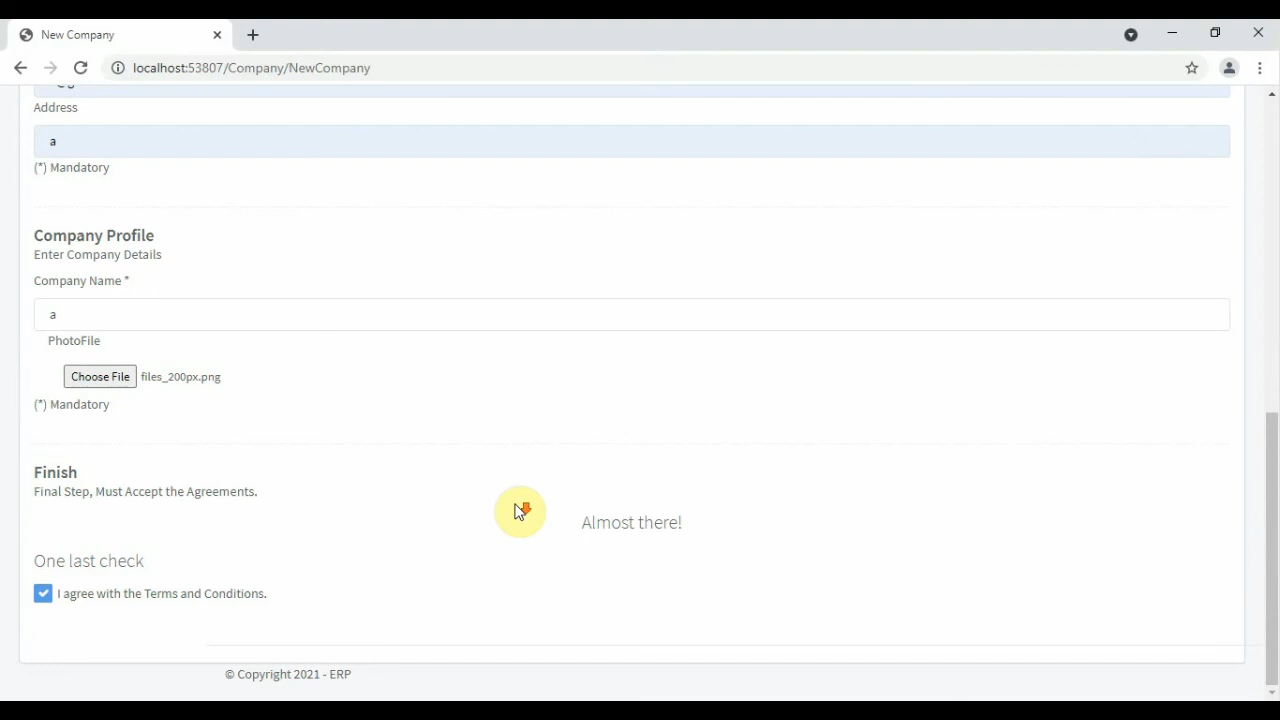 New Company
localhost:53807/Company/NewCompany
Address
a
(*) Mandatory
Company Profile
Enter Company Details
Company Name *
a
PhotoFile
Choose File files_200px.png
(*) Mandatory
Finish
Final Step, Must Accept the Agreements.
Almost there!
One last check
I agree with the Terms and Conditions.
© Copyright 2021 - ERP